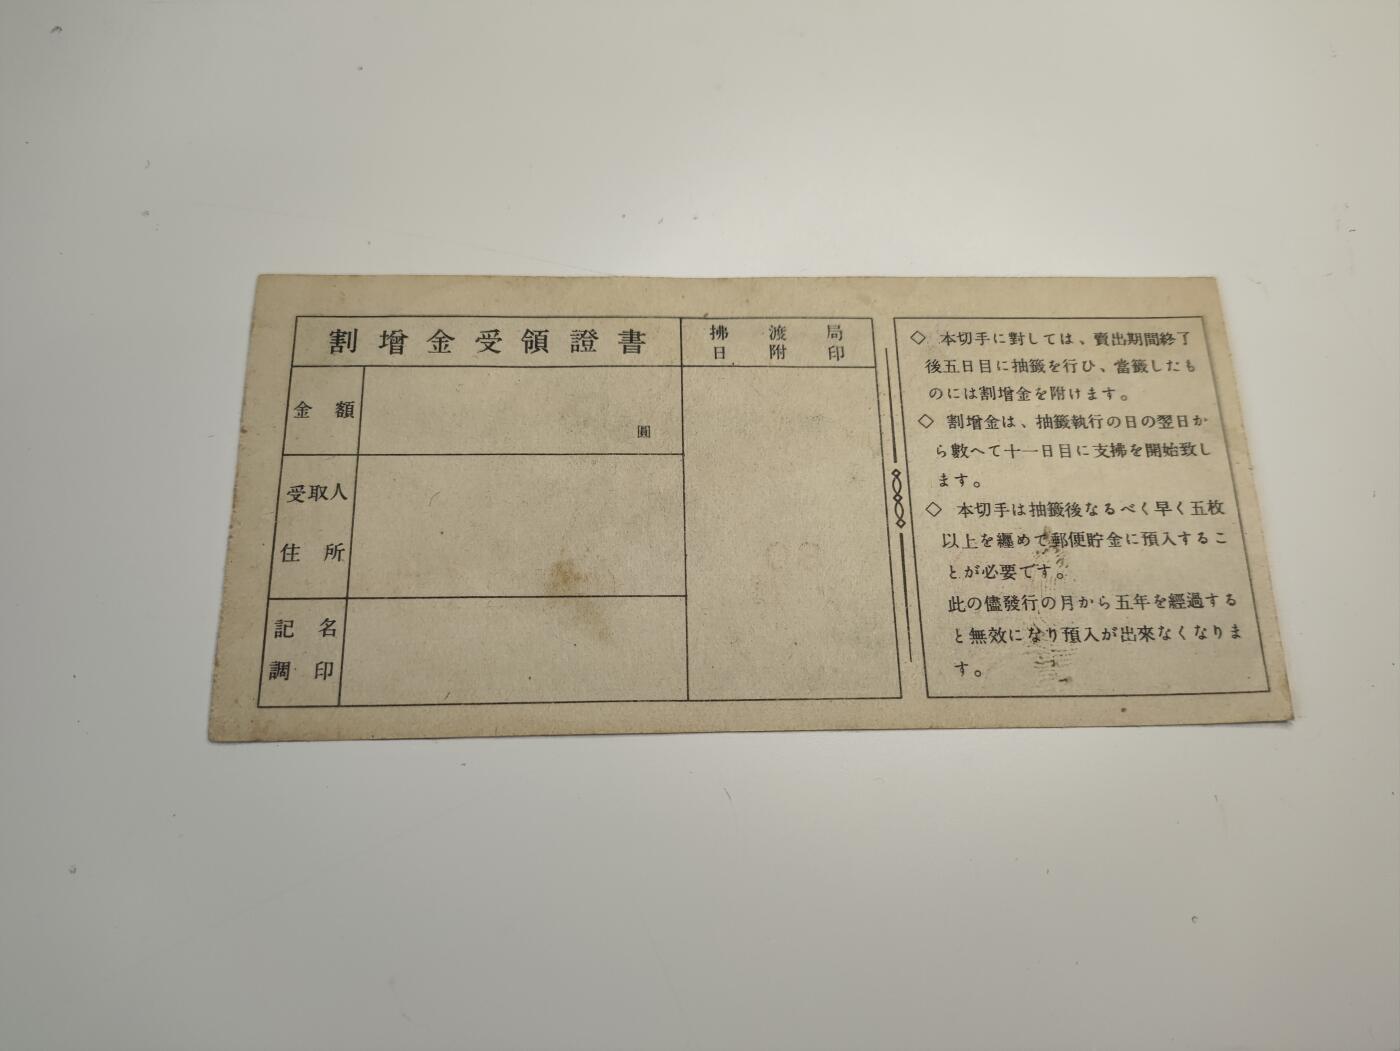 割增金受領證書
拂渡局
日附印
金額
圓
受取人
住所
記名
調印
◇ 本切手に對しては、賣出期間終了
後五日目に抽籤を行ひ、當籤したも
のには割增金を附けます。
◇ 割增金は、抽籤執行の日の翌日か
ら數へて十一日目に支拂を開始致し
ます。
◇ 本切手は抽籤後なるべく早く五枚
以上を纏めて郵便貯金に預入するこ
とが必要です。
此の儘發行の月から五年を經過する
と無效になり預入が出來なくなりま
す。